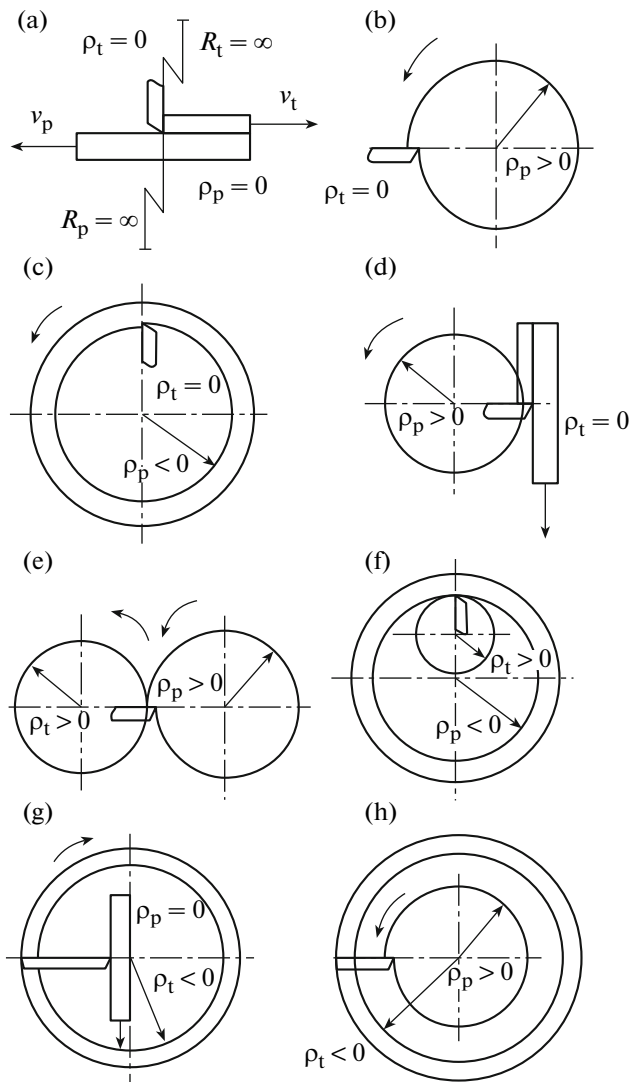 (a)
ρt = 0
Rt = ∞
vp
vt
ρp = 0
Rp = ∞
(b)
ρp > 0
ρt = 0
(c)
ρt = 0
ρp < 0
(d)
ρp > 0
ρt = 0
(e)
ρp > 0
ρt > 0
(f)
ρt > 0
ρp < 0
(g)
ρp = 0
ρt < 0
(h)
ρp > 0
ρt < 0